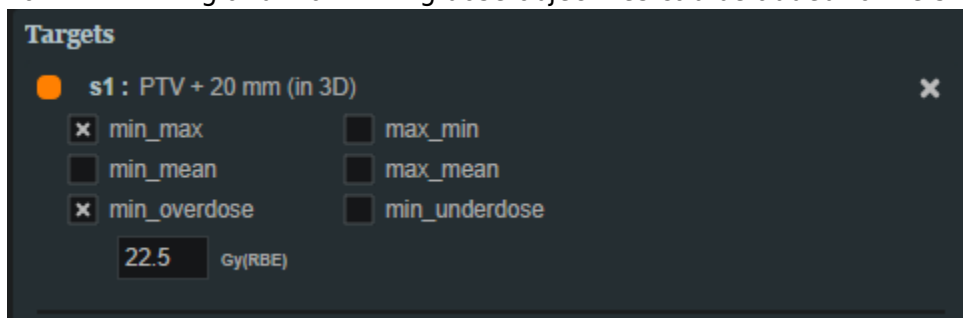 Targets
s1 : PTV + 20 mm (in 3D)
min_max max_min
min_mean max_mean
min_overdose min_underdose
22.5 Gy(RBE)